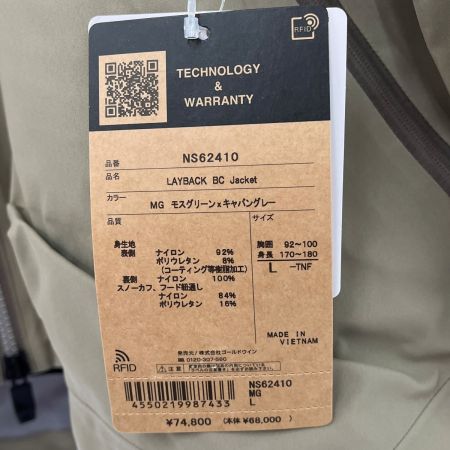 RFID
TECHNOLOGY
&
WARRANTY
品番 NS62410
品名 LAYBACK BC Jacket
カラー MG モスグリーン×キャパングレー
品質 サイズ
身生地
表側 ナイロン 92%
ポリウレタン 8%
(コーティング等樹脂加工)
裏側 ナイロン 100%
スノーカフ、フード裾通し
ナイロン 84%
ポリウレタン 16%
胸囲 92~100
身長 170~180
L -TNF
MADE IN
VIETNAM
RFID
発売元/株式会社ゴールドウイン
0120-307-560
注意
NS62410
MG
L
4550219987433
¥74,800 (本体 ¥68,000)